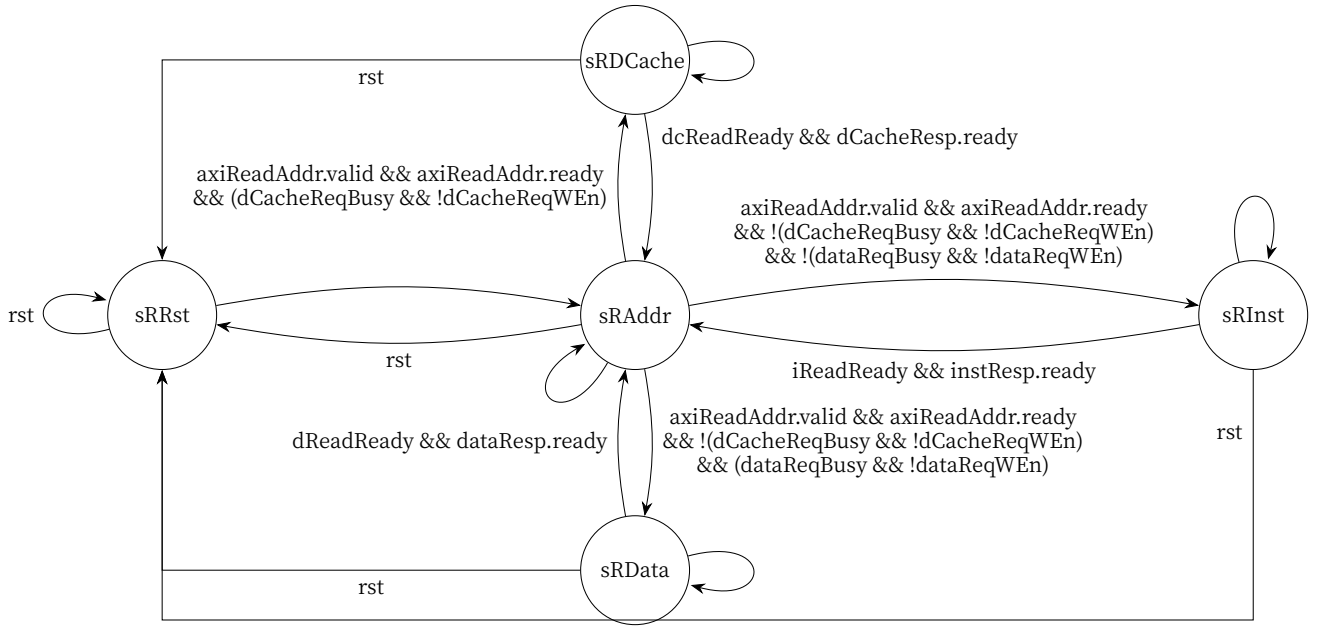 sRDCache
rst
dcReadReady && dCacheResp.ready
axiReadAddr.valid && axiReadAddr.ready
&& (dCacheReqBusy && !dCacheReqWEn)
axiReadAddr.valid && axiReadAddr.ready
&& !(dCacheReqBusy && !dCacheReqWEn)
&& !(dataReqBusy && !dataReqWEn)
rst
sRRst
sRAddr
sRInst
rst
iReadReady && instResp.ready
dReadReady && dataResp.ready
axiReadAddr.valid && axiReadAddr.ready
&& !(dCacheReqBusy && !dCacheReqWEn)
&& (dataReqBusy && !dataReqWEn)
rst
sRData
rst